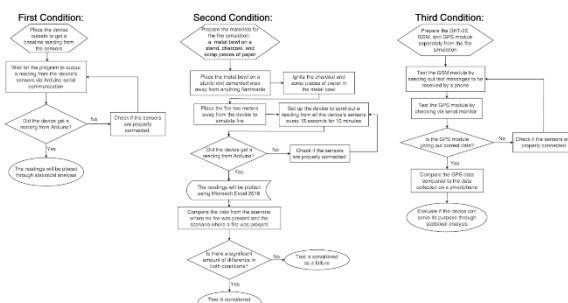 First Condition:
Place the device
outside to get a
baseline reading from
the sensors
Wait for the program to output
a reading from the device's
sensors via Arduino serial
communication
Did the device get a
reading from Arduino?
No
Check if the sensors
are properly
connected.
Yes
The readings will be placed
through statistical analysis
Second Condition:
Prepare the materials for
the fire simulation:
a metal bowl on a
stand, charcoal, and
scrap pieces of paper
Place the metal bowl on a
sturdy and cemented area
away from anything flammable
Ignite the charcoal and
scrap pieces of paper in
the metal bowl
Place the fire two meters
away from the device to
simulate fire
Set up the device to send out a
reading from all the device's sensors
every 15 seconds for 10 minutes
Did the device get a
reading from Arduino?
No
Check if the sensors
are properly connected
Yes
The readings will be plotted
using Microsoft Excel 2019
Compare the data from the scenario
where no fire was present and the
scenario where a fire was present
Is there a significant
amount of difference in
both conditions?
No
Test is considered
as a failure
Yes
Test is considered
Third Condition:
Prepare the DHT-22,
GSM, and GPS module
separately from the fire
simulation
Test the GSM module by
sending out text messages to be
received by a phone
Test the GPS module by
checking via serial monitor
Is the GPS module
giving out correct data?
No
Check if the sensors are
properly connected
Yes
Compare the GPS data
compared to the data
collected on a smartphone
Evaluate if the device can
serve its purpose through
statistical analysis